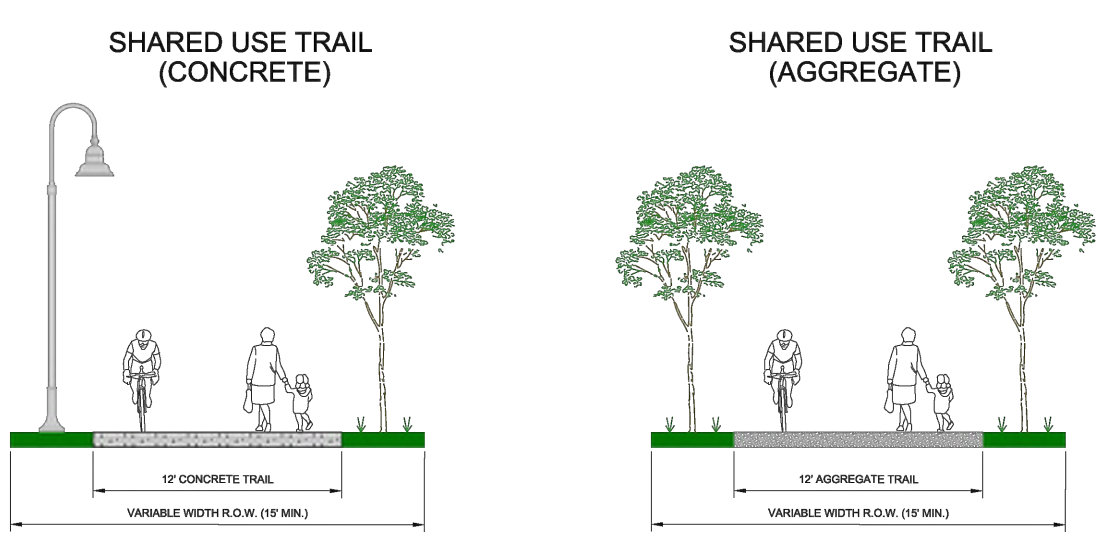 SHARED USE TRAIL
(CONCRETE)
12' CONCRETE TRAIL
VARIABLE WIDTH R.O.W. (15' MIN.)
SHARED USE TRAIL
(AGGREGATE)
12' AGGREGATE TRAIL
VARIABLE WIDTH R.O.W. (15' MIN.)